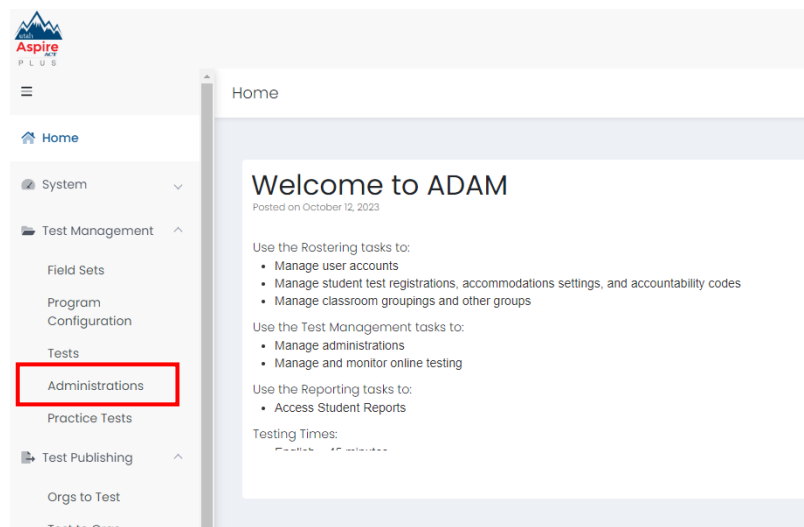 utah
Aspire
ACT
PLUS
Home
Home
System
Test Management
Field Sets
Program
Configuration
Tests
Administrations
Practice Tests
Test Publishing
Orgs to Test
Welcome to ADAM
Posted on October 12, 2023
Use the Rostering tasks to:
• Manage user accounts
• Manage student test registrations, accommodations settings, and accountability codes
• Manage classroom groupings and other groups
Use the Test Management tasks to:
• Manage administrations
• Manage and monitor online testing
Use the Reporting tasks to:
• Access Student Reports
Testing Times: